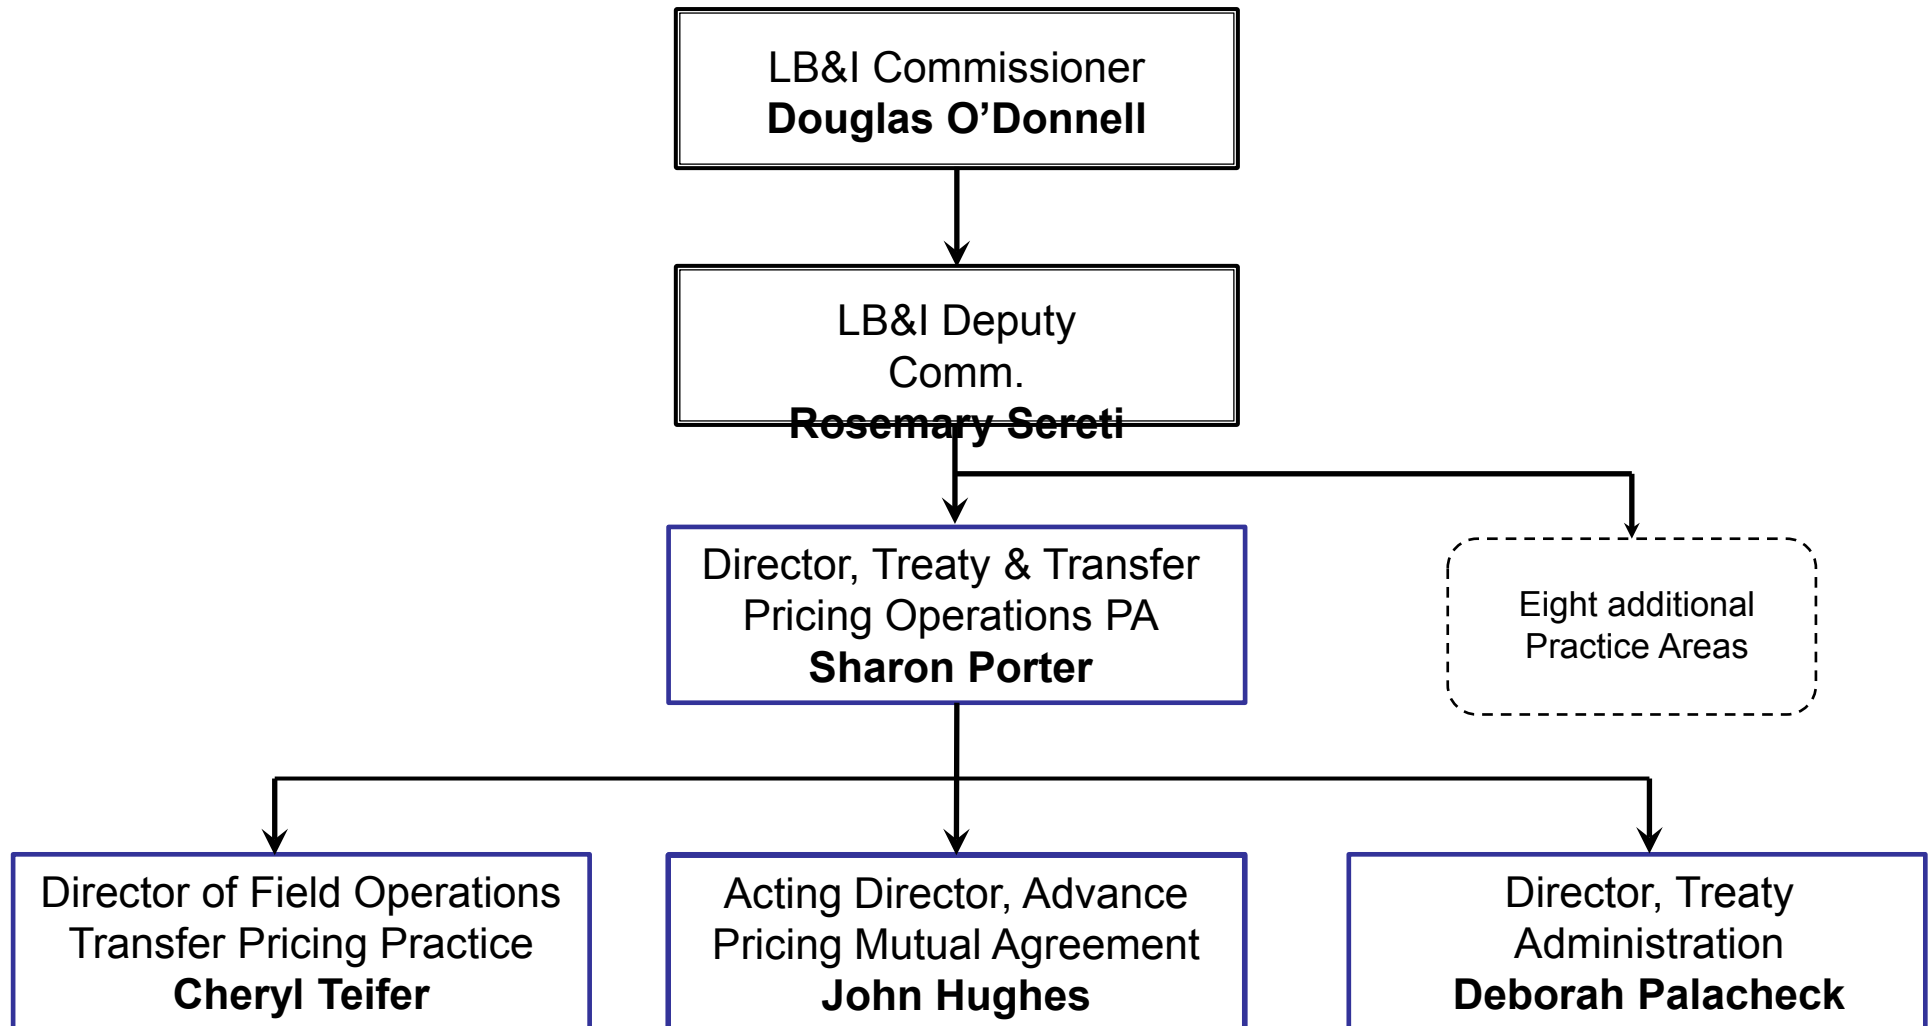 LB&I Commissioner
Douglas O’Donnell
LB&I Deputy
Comm.
Rosemary Sereti
Director, Treaty & Transfer
Pricing Operations PA
Sharon Porter
Eight additional
Practice Areas
Director of Field Operations
Transfer Pricing Practice
Cheryl Teifer
Acting Director, Advance
Pricing Mutual Agreement
John Hughes
Director, Treaty
Administration
Deborah Palacheck